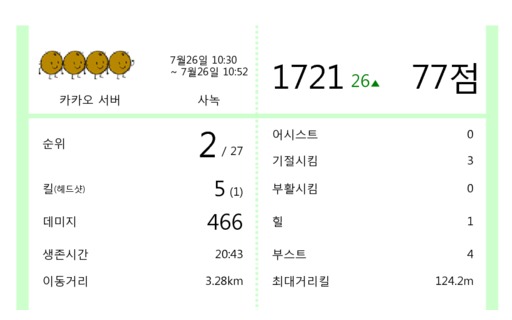 7월26일 10:30
~ 7월26일 10:52
카카오 서버
사녹
1721 26▲ 77점
순위 2 / 27
킬(헤드샷) 5 (1)
데미지 466
생존시간 20:43
이동거리 3.28km
어시스트 0
기절시킴 3
부활시킴 0
힐 1
부스트 4
최대거리킬 124.2m